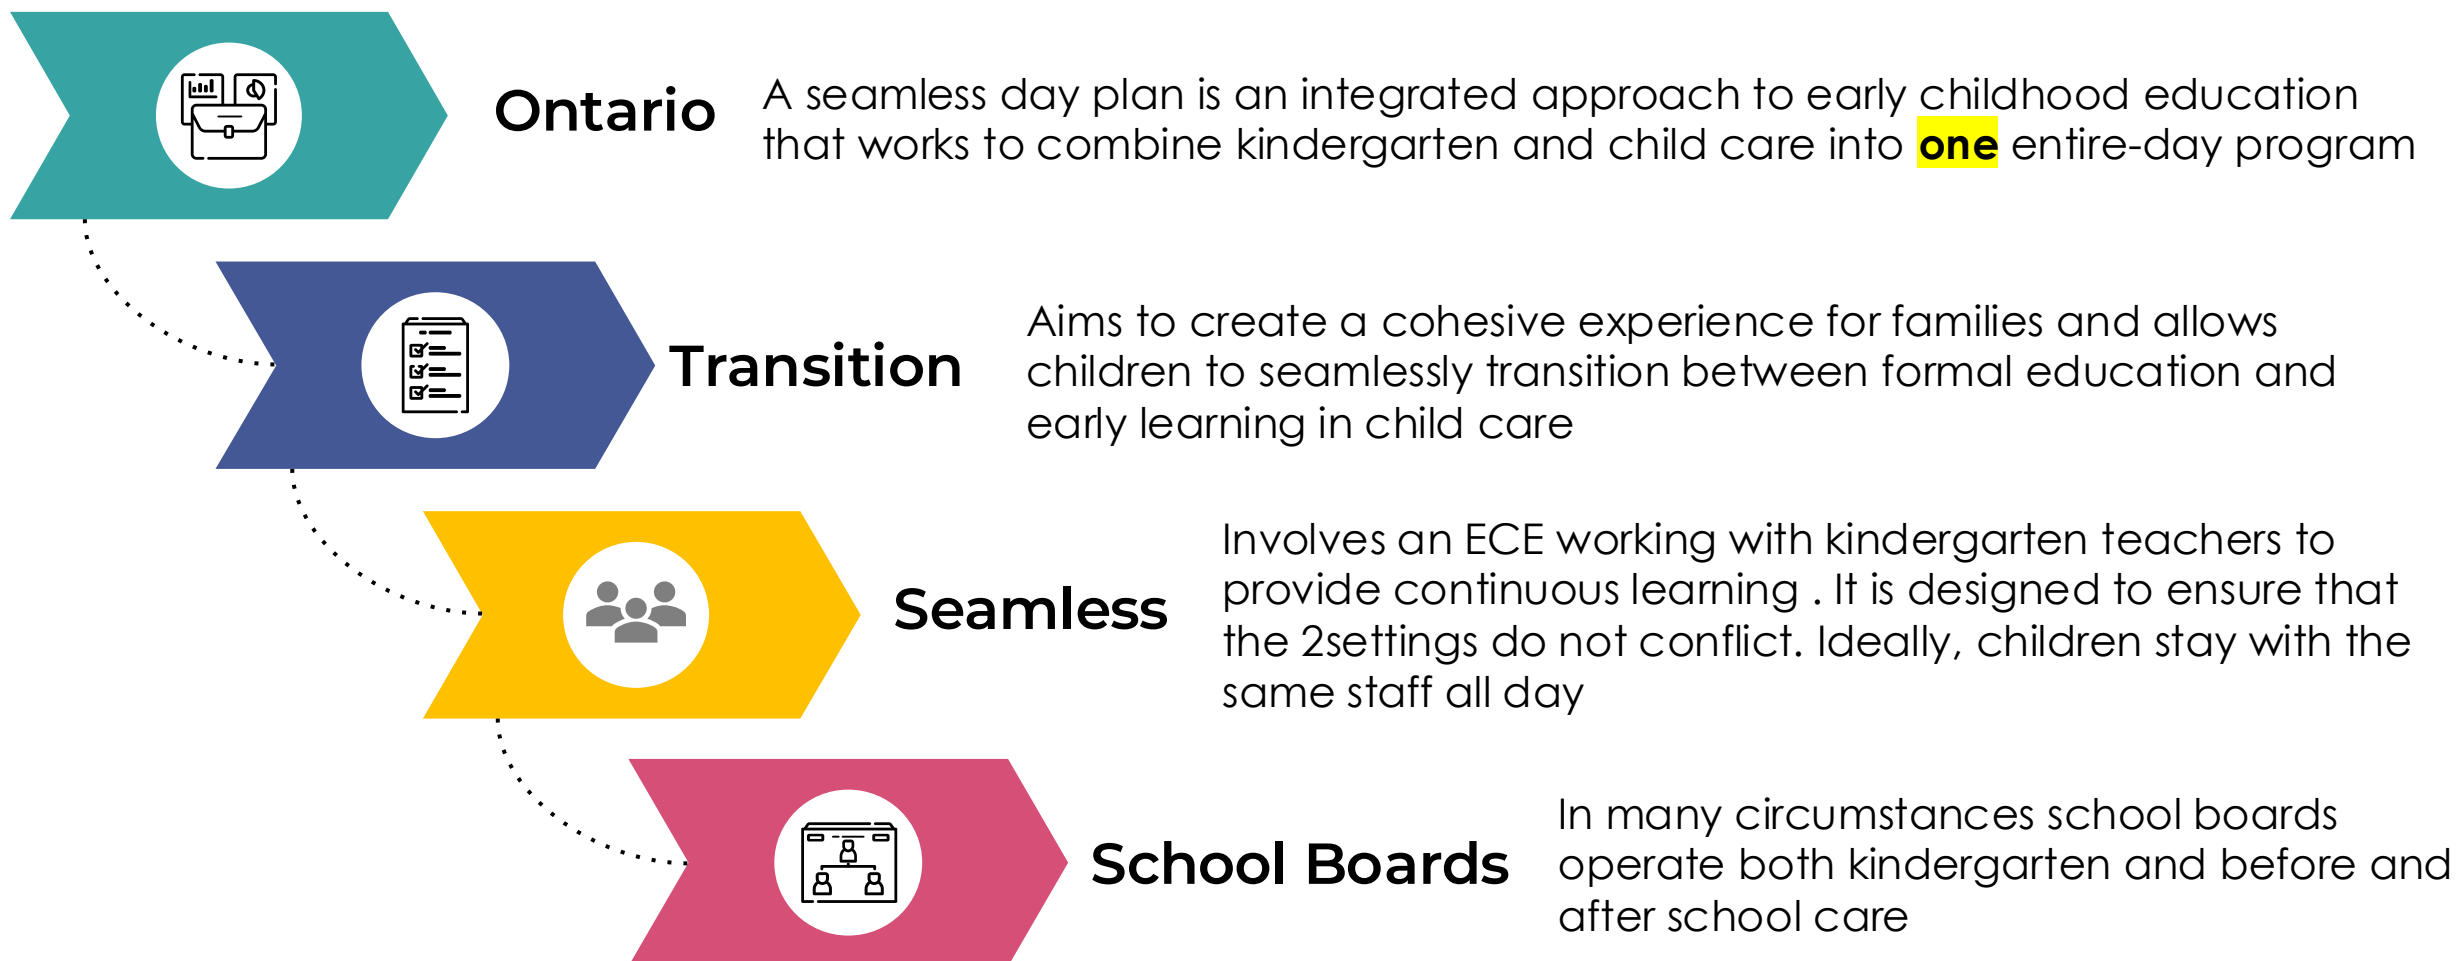 Ontario
A seamless day plan is an integrated approach to early childhood education
that works to combine kindergarten and child care into one entire-day program
Transition
Aims to create a cohesive experience for families and allows
children to seamlessly transition between formal education and
early learning in child care
Seamless
Involves an ECE working with kindergarten teachers to
provide continuous learning . It is designed to ensure that
the 2settings do not conflict. Ideally, children stay with the
same staff all day
School Boards
In many circumstances school boards
operate both kindergarten and before and
after school care